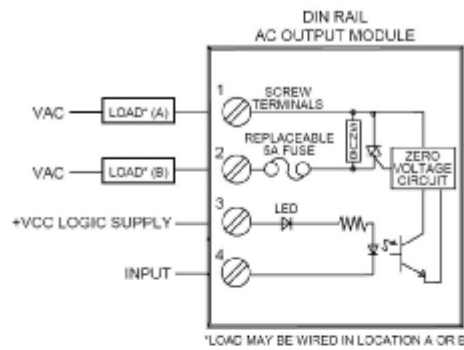 DIN RAIL
AC OUTPUT MODULE
1
SCREW
TERMINALS
VAC
LOAD* (A)
REPLACEABLE
5A FUSE
2
VAC
LOAD* (B)
ZERO
VOLTAGE
CIRCUIT
3
LED
+VCC LOGIC SUPPLY
4
INPUT
*LOAD MAY BE WIRED IN LOCATION A OR B